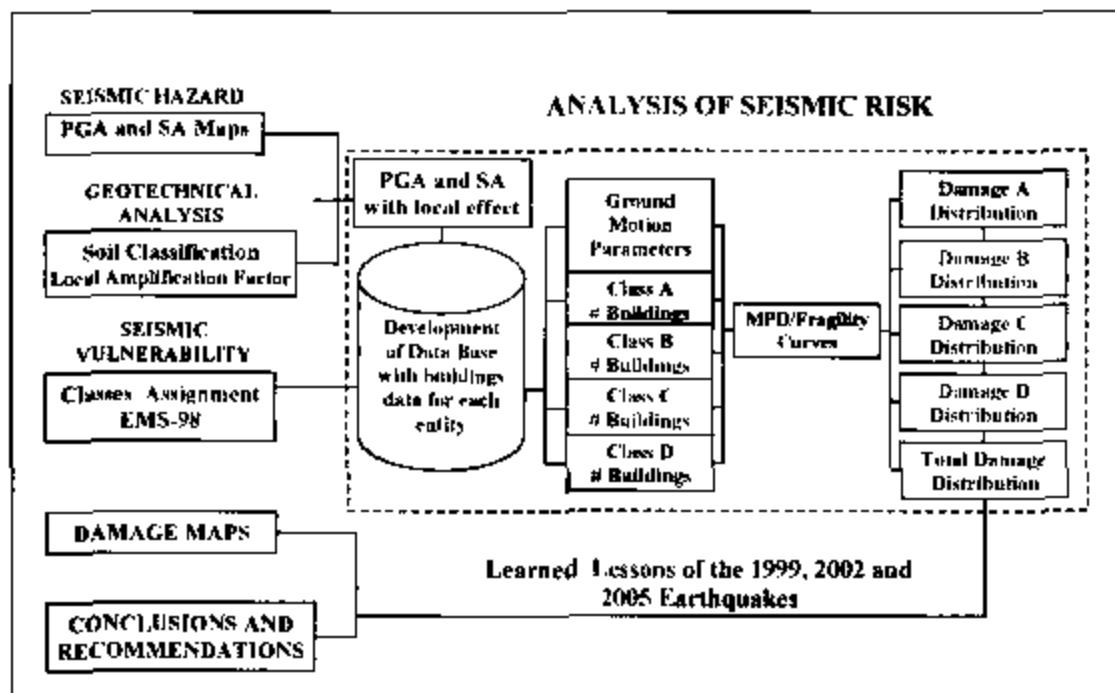 SEISMIC HAZARD
PGA and SA Maps
GEOTECHNICAL
ANALYSIS
Soil Classification
Local Amplification Factor
SEISMIC
VULNERABILITY
Classes Assignment
EMS-98
ANALYSIS OF SEISMIC RISK
PGA and SA
with local effect
Development
of Data Base
with buildings
data for each
entity
Ground
Motion
Parameters
Class A
# Buildings
Class B
# Buildings
Class C
# Buildings
Class D
# Buildings
MPD/Fragility
Curves
Damage A
Distribution
Damage B
Distribution
Damage C
Distribution
Damage D
Distribution
Total Damage
Distribution
DAMAGE MAPS
CONCLUSIONS AND
RECOMMENDATIONS
Learned Lessons of the 1999, 2002 and
2005 Earthquakes